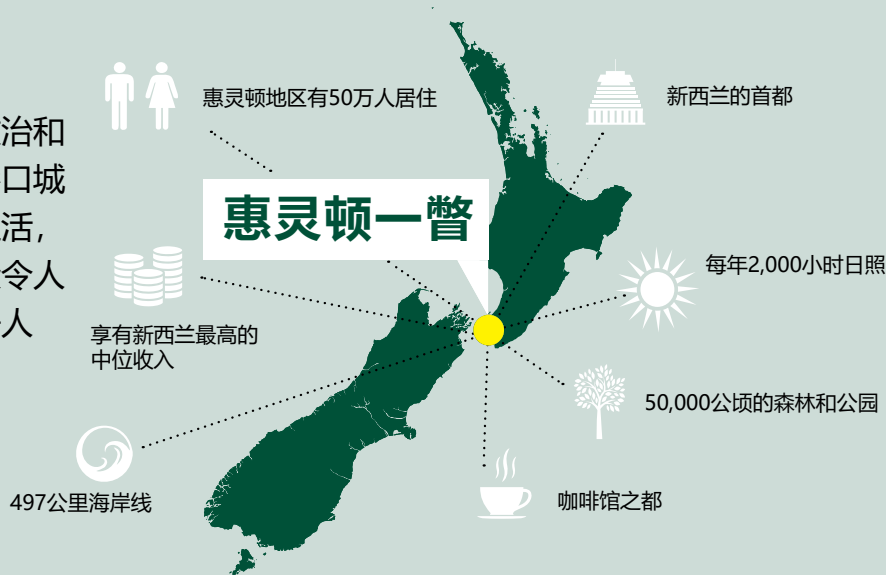 治和
口城
活，
令人
人
惠灵顿一瞥
惠灵顿地区有50万人居住
新西兰的首都
享有新西兰最高的
中位收入
每年2,000小时日照
50,000公顷的森林和公园
497公里海岸线
咖啡馆之都